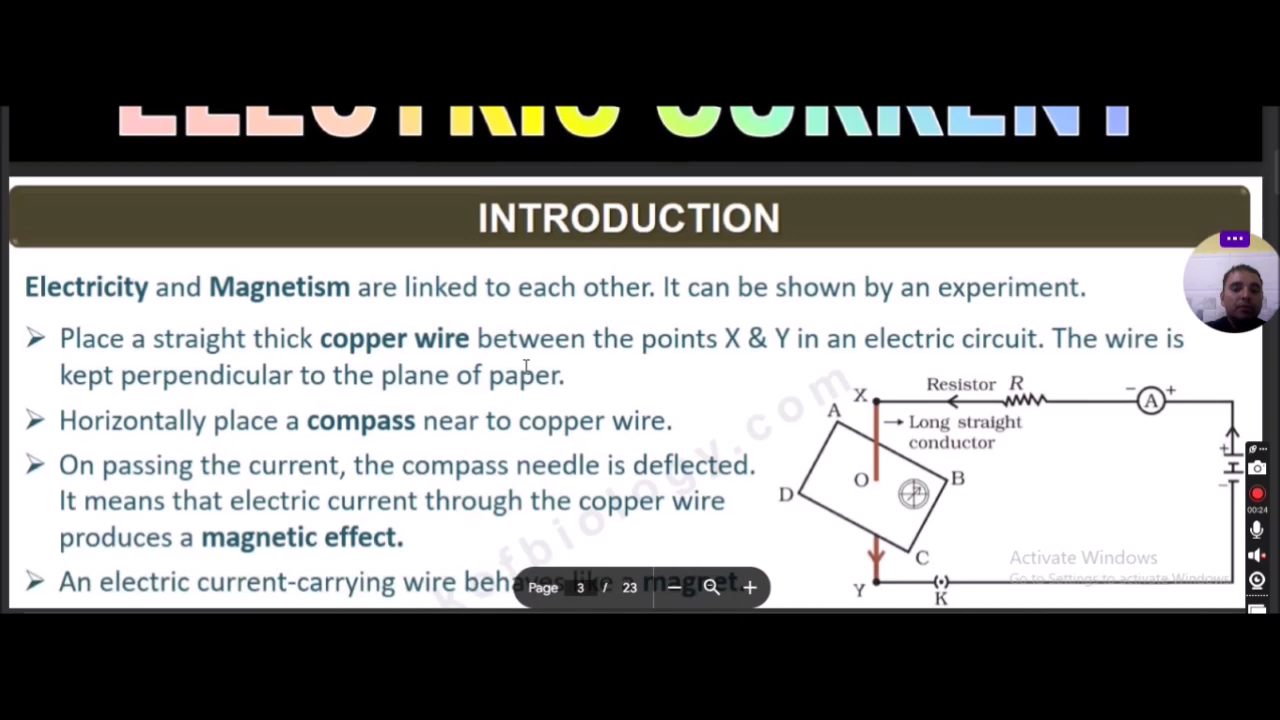 ELECTRIC CURRENT
INTRODUCTION
Electricity and Magnetism are linked to each other. It can be shown by an experiment.
➢ Place a straight thick copper wire between the points X & Y in an electric circuit. The wire is
kept perpendicular to the plane of paper.
➢ Horizontally place a compass near to copper wire.
➢ On passing the current, the compass needle is deflected.
It means that electric current through the copper wire
produces a magnetic effect.
➢ An electric current-carrying wire behaves like a magnet.
X
Resistor R
− A +
A
→ Long straight
conductor
O
B
D
C
+
−
Y
K
Activate Windows
Go to Settings to activate Windows
Page 3 / 23
00:24